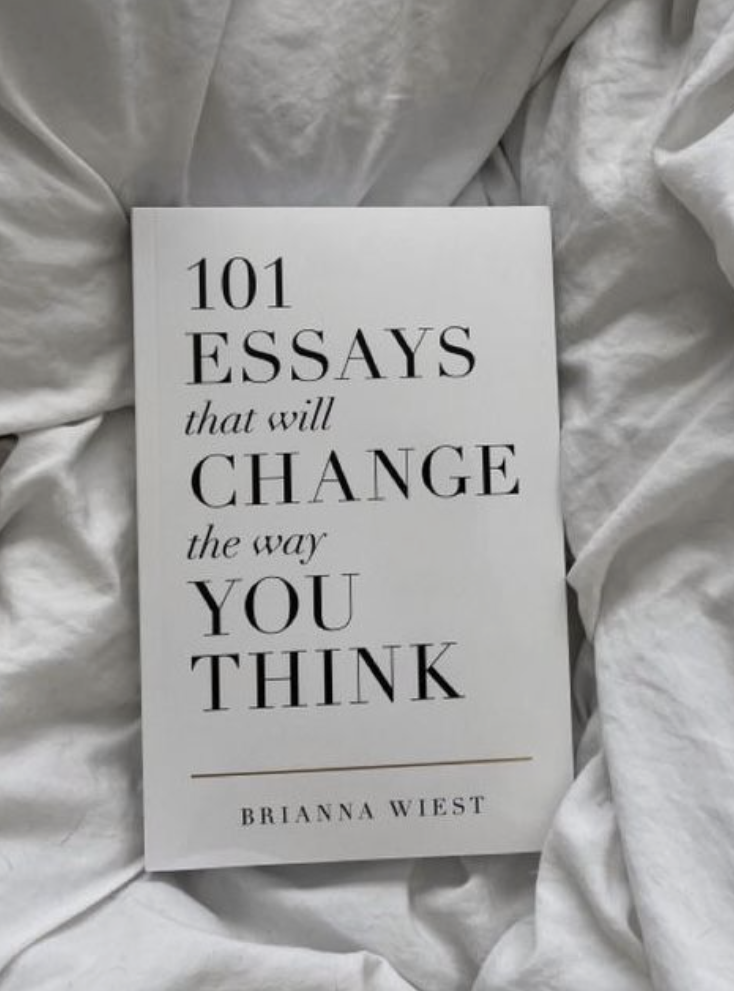 101
ESSAYS
that will
CHANGE
the way
YOU
THINK
BRIANNA WIEST